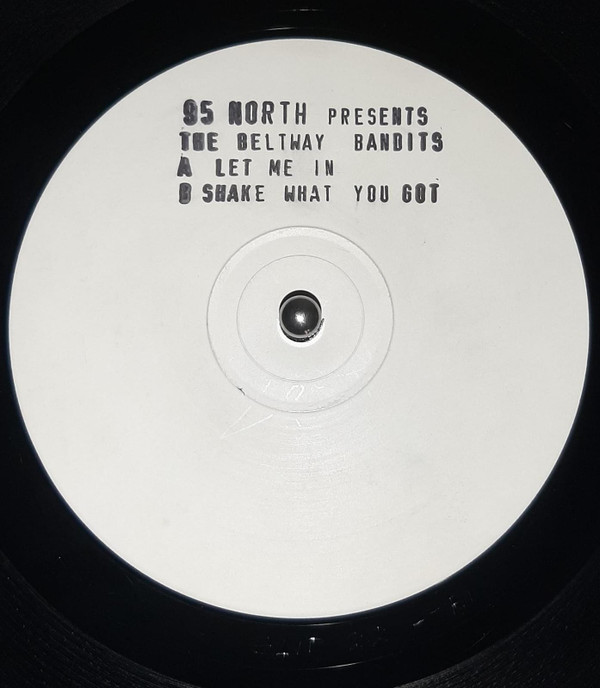 95 NORTH PRESENTS
THE BELTWAY BANDITS
A LET ME IN
B SHAKE WHAT YOU GOT